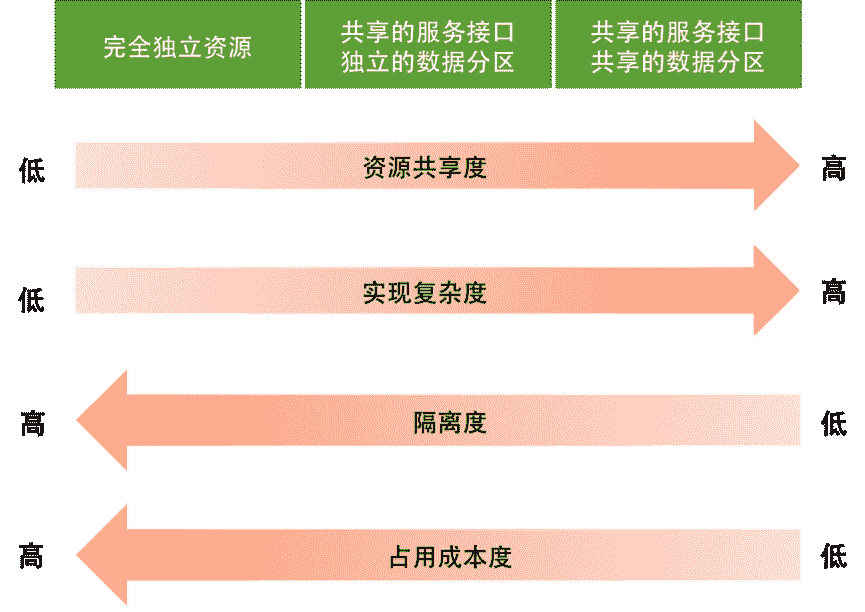 完全独立资源
共享的服务接口
独立的数据分区
共享的服务接口
共享的数据分区
低
资源共享度
高
低
实现复杂度
高
高
隔离度
低
高
占用成本度
低